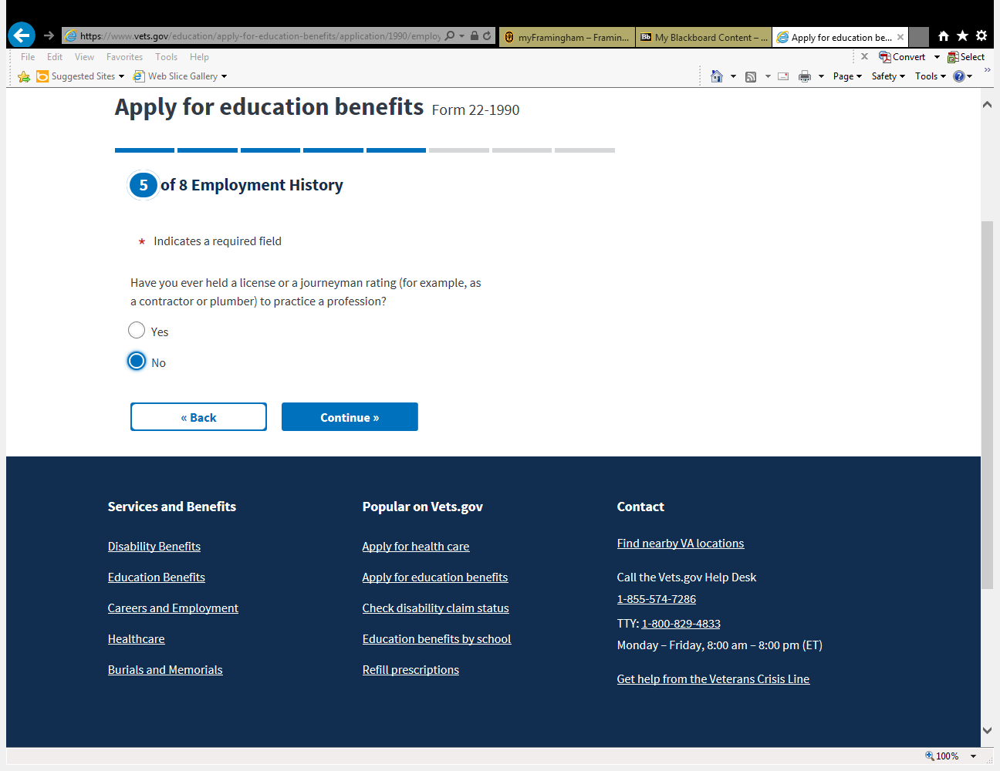 https://www.vets.gov/education/apply-for-education-benefits/application/1990/employ
myFramingham – Framin...
Bb My Blackboard Content – ...
Apply for education be...
File Edit View Favorites Tools Help
X Convert Select
Suggested Sites Web Slice Gallery
Page Safety Tools
Apply for education benefits Form 22-1990
5 of 8 Employment History
* Indicates a required field
Have you ever held a license or a journeyman rating (for example, as
a contractor or plumber) to practice a profession?
Yes
No
« Back
Continue »
Services and Benefits
Disability Benefits
Education Benefits
Careers and Employment
Healthcare
Burials and Memorials
Popular on Vets.gov
Apply for health care
Apply for education benefits
Check disability claim status
Education benefits by school
Refill prescriptions
Contact
Find nearby VA locations
Call the Vets.gov Help Desk
1-855-574-7286
TTY: 1-800-829-4833
Monday – Friday, 8:00 am – 8:00 pm (ET)
Get help from the Veterans Crisis Line
100%